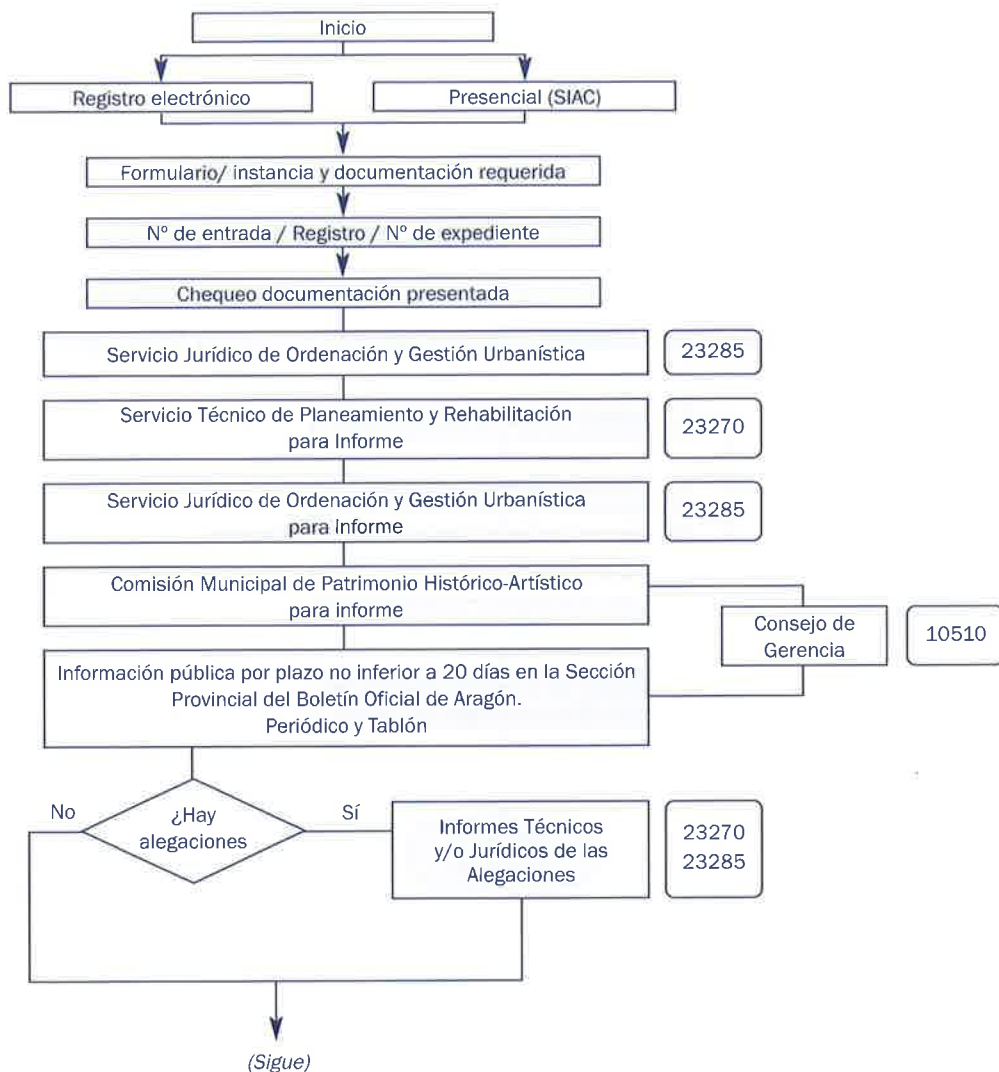 Inicio
Registro electrónico
Presencial (SIAC)
Formulario/ instancia y documentación requerida
Nº de entrada / Registro / Nº de expediente
Chequeo documentación presentada
Servicio Jurídico de Ordenación y Gestión Urbanística
23285
Servicio Técnico de Planeamiento y Rehabilitación
para Informe
23270
Servicio Jurídico de Ordenación y Gestión Urbanística
para Informe
23285
Comisión Municipal de Patrimonio Histórico-Artístico
para informe
Consejo de
Gerencia
10510
Información pública por plazo no inferior a 20 días en la Sección
Provincial del Boletín Oficial de Aragón.
Periódico y Tablón
No
¿Hay
alegaciones
Sí
Informes Técnicos
y/o Jurídicos de las
Alegaciones
23270
23285
(Sigue)